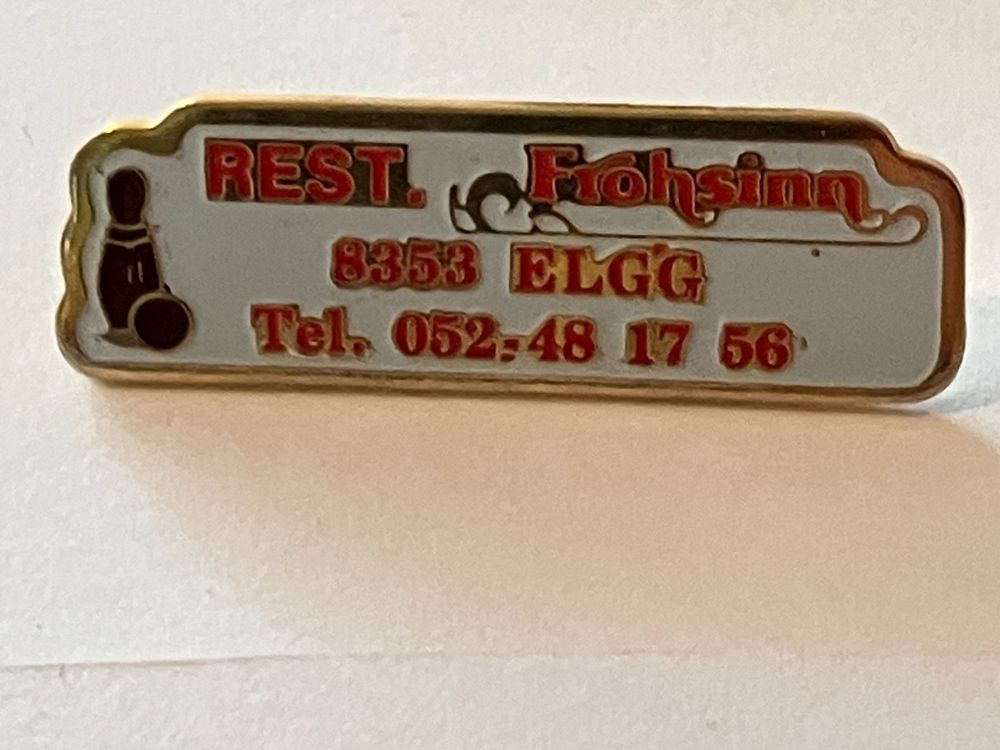 REST. Frohsinn
8353 ELGG
Tel. 052-48 17 56